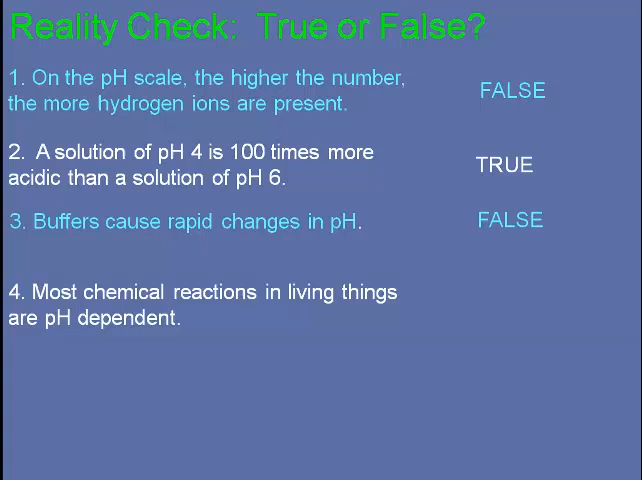 Reality Check: True or False?
1. On the pH scale, the higher the number,
the more hydrogen ions are present.
FALSE
2. A solution of pH 4 is 100 times more
acidic than a solution of pH 6.
TRUE
3. Buffers cause rapid changes in pH.
FALSE
4. Most chemical reactions in living things
are pH dependent.